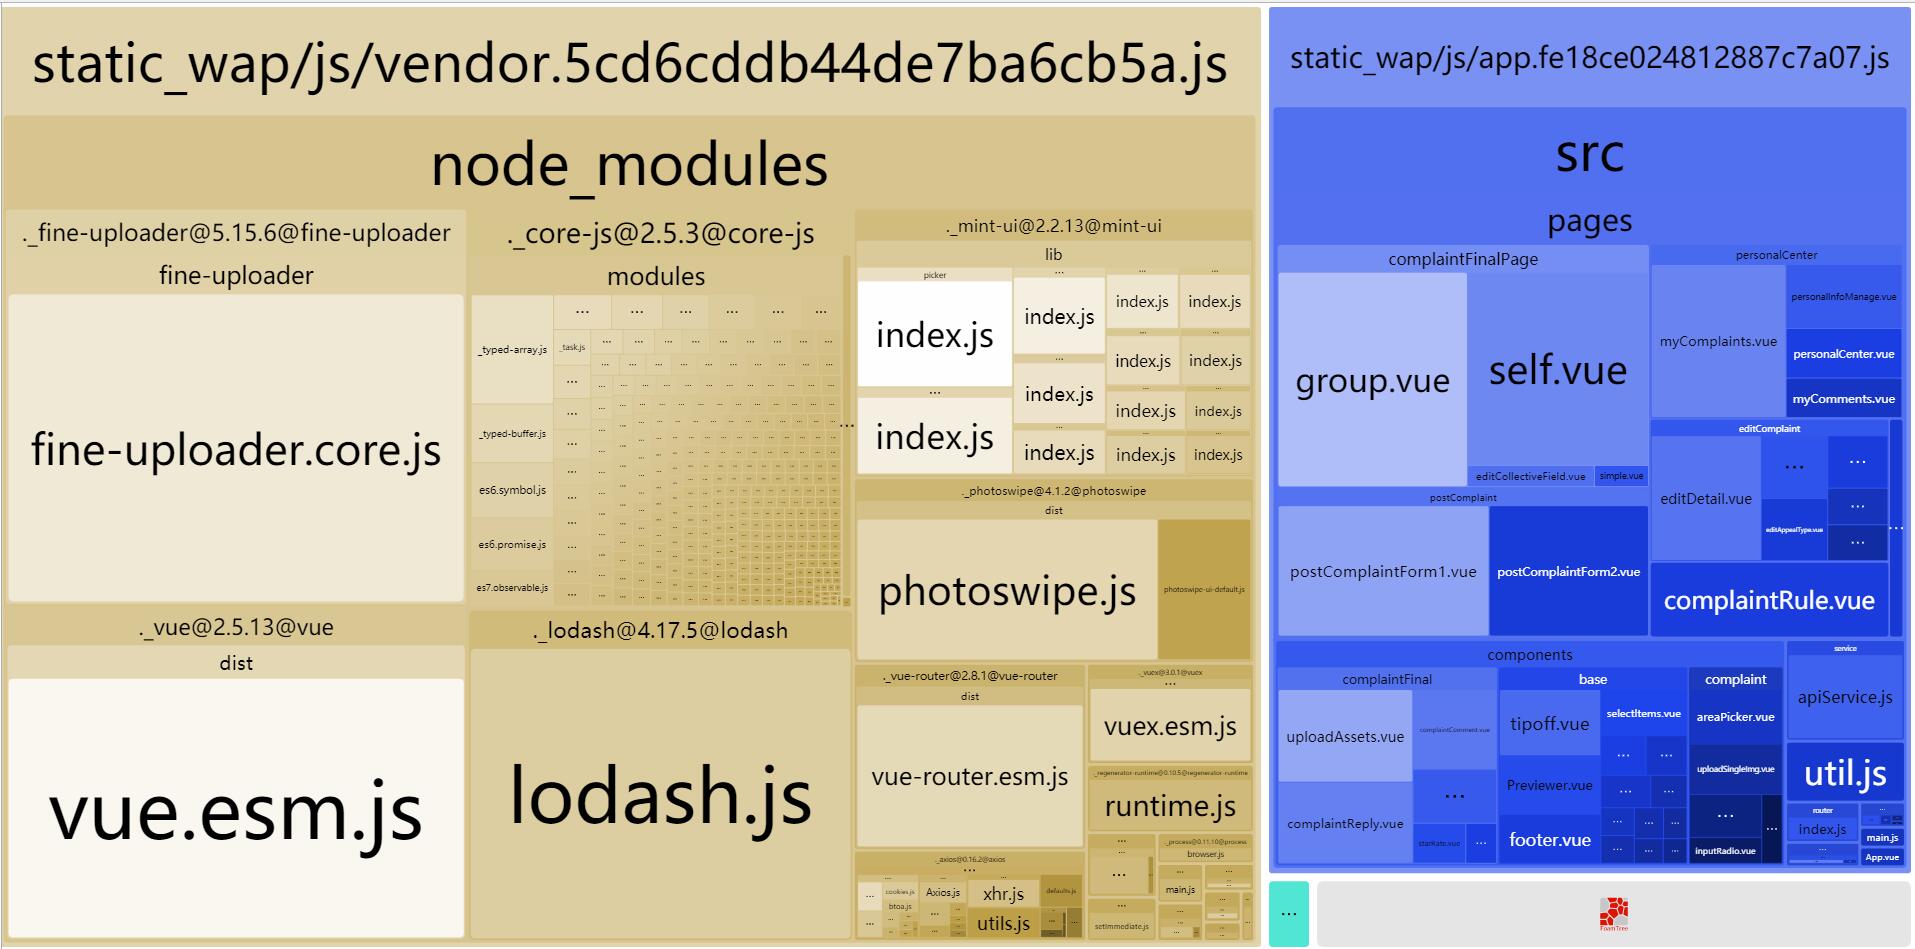 static_wap/js/vendor.5cd6cddb44de7ba6cb5a.js
node_modules
._fine-uploader@5.15.6@fine-uploader
fine-uploader
fine-uploader.core.js
._vue@2.5.13@vue
dist
vue.esm.js
._core-js@2.5.3@core-js
modules
_typed-array.js
_task.js
_typed-buffer.js
es6.symbol.js
es6.promise.js
es7.observable.js
._lodash@4.17.5@lodash
lodash.js
._mint-ui@2.2.13@mint-ui
lib
picker
index.js
index.js
index.js
index.js
index.js
index.js
index.js
index.js
index.js
index.js
index.js
index.js
index.js
._photoswipe@4.1.2@photoswipe
dist
photoswipe.js
photoswipe-ui-default.js
._vue-router@2.8.1@vue-router
dist
vue-router.esm.js
._vuex@3.0.1@vuex
...
vuex.esm.js
._regenerator-runtime@0.10.5@regenerator-runtime
runtime.js
._axios@0.16.2@axios
...
cookies.js
btoa.js
Axios.js
xhr.js
utils.js
defaults.js
._process@0.11.10@process
browser.js
main.js
setImmediate.js
static_wap/js/app.fe18ce024812887c7a07.js
src
pages
complaintFinalPage
group.vue
self.vue
editCollectiveField.vue
simple.vue
postComplaint
postComplaintForm1.vue
postComplaintForm2.vue
personalCenter
myComplaints.vue
personalInfoManage.vue
personalCenter.vue
myComments.vue
editComplaint
editDetail.vue
editAppealType.vue
complaintRule.vue
components
complaintFinal
uploadAssets.vue
complaintComment.vue
complaintReply.vue
starRate.vue
base
tipoff.vue
Previewer.vue
footer.vue
selectItems.vue
complaint
areaPicker.vue
uploadSingleImg.vue
inputRadio.vue
service
apiService.js
util.js
router
index.js
main.js
App.vue
...
FoamTree